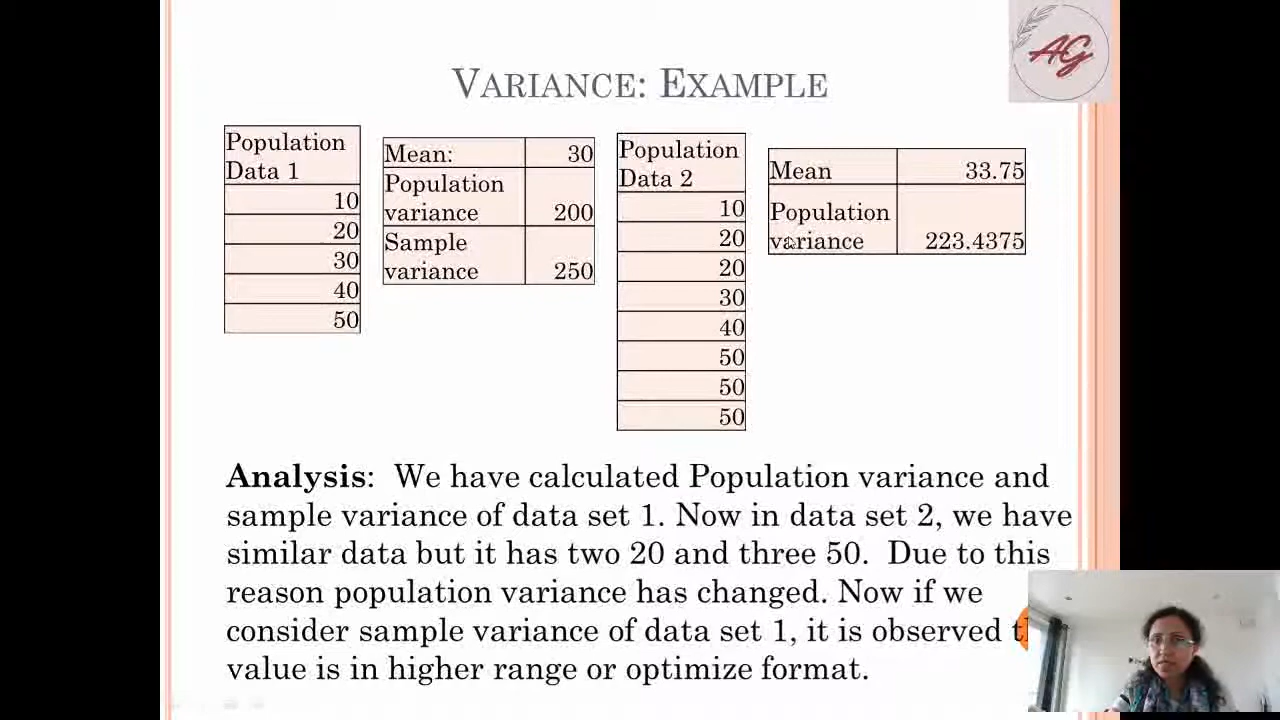 AG
VARIANCE: EXAMPLE
Population
Data 1
10
20
30
40
50
Mean: 30
Population
variance 200
Sample
variance 250
Population
Data 2
10
20
20
30
40
50
50
50
Mean 33.75
Population
variance 223.4375
Analysis: We have calculated Population variance and
sample variance of data set 1. Now in data set 2, we have
similar data but it has two 20 and three 50. Due to this
reason population variance has changed. Now if we
consider sample variance of data set 1, it is observed
value is in higher range or optimize format.